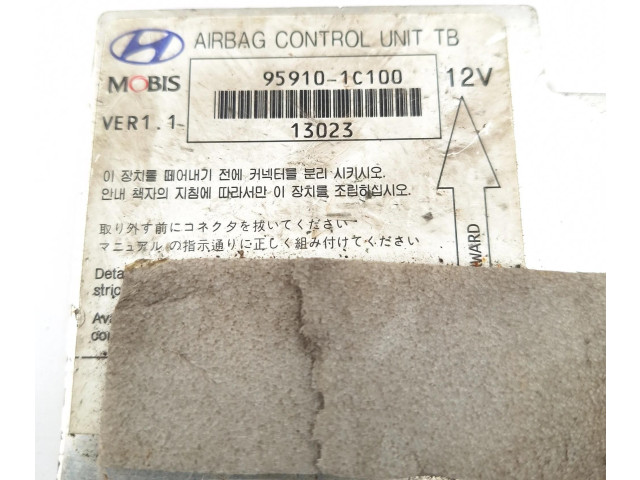 AIRBAG CONTROL UNIT TB
MOBIS
95910-1C100
12V
VER1.1-
13023
이 장치를 떼어내기 전에 커넥터를 분리 시키시오.
안내 책자의 지침에 따라서만 이 장치를 조립하십시오.
取り外す前にコネクタを抜いてください
マニュアル の指示通りに正しく組み付けてください
WARD
Deta
stric
Ava
con